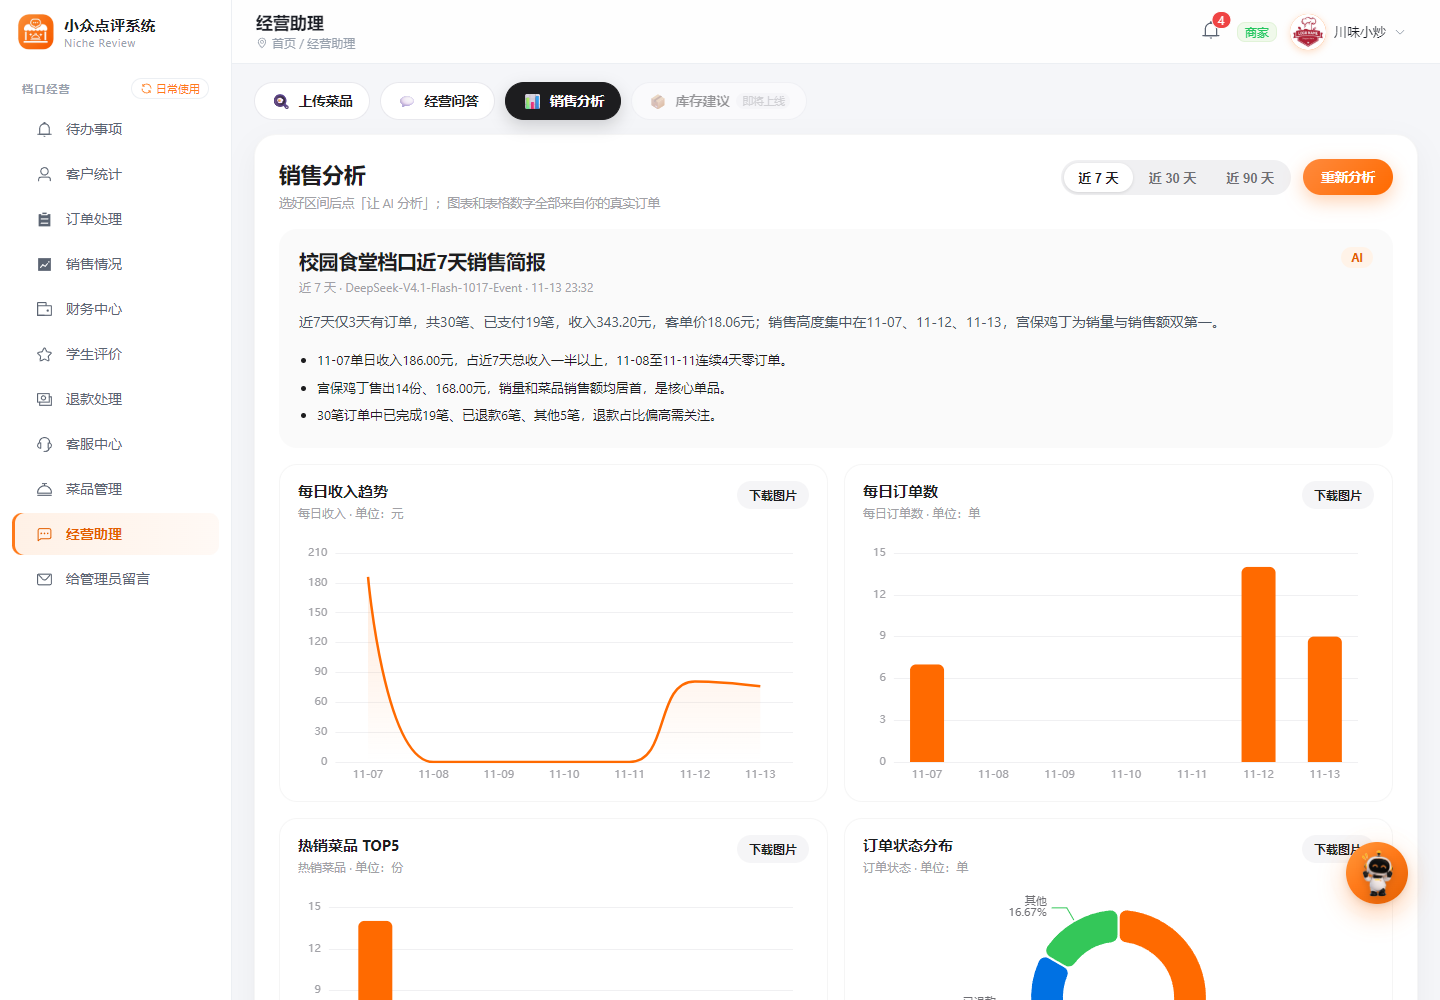 小众点评系统
Niche Review
档口经营
日常使用
待办事项
客户统计
订单处理
销售情况
财务中心
学生评价
退款处理
客服中心
菜品管理
经营助理
给管理员留言
经营助理
首页 / 经营助理
4
商家
川味小炒
上传菜品
经营问答
销售分析
库存建议
即将上线
销售分析
选好区间后点「让 AI 分析」；图表和表格数字全部来自你的真实订单
近 7 天
近 30 天
近 90 天
重新分析
校园食堂档口近7天销售简报
AI
近 7 天 · DeepSeek-V4.1-Flash-1017-Event · 11-13 23:32
近7天仅3天有订单，共30笔、已支付19笔，收入343.20元，客单价18.06元；销售高度集中在11-07、11-12、11-13，宫保鸡丁为销量与销售额双第一。
11-07单日收入186.00元，占近7天总收入一半以上，11-08至11-11连续4天零订单。
宫保鸡丁售出14份、168.00元，销量和菜品销售额均居首，是核心单品。
30笔订单中已完成19笔、已退款6笔、其他5笔，退款占比偏高需关注。
每日收入趋势
每日收入 · 单位：元
下载图片
210
180
150
120
90
60
30
0
11-07
11-08
11-09
11-10
11-11
11-12
11-13
每日订单数
每日订单数 · 单位：单
下载图片
15
12
9
6
3
0
11-07
11-08
11-09
11-10
11-11
11-12
11-13
热销菜品 TOP5
热销菜品 · 单位：份
下载图片
15
12
9
订单状态分布
订单状态 · 单位：单
下载图片
其他
16.67%
已退款